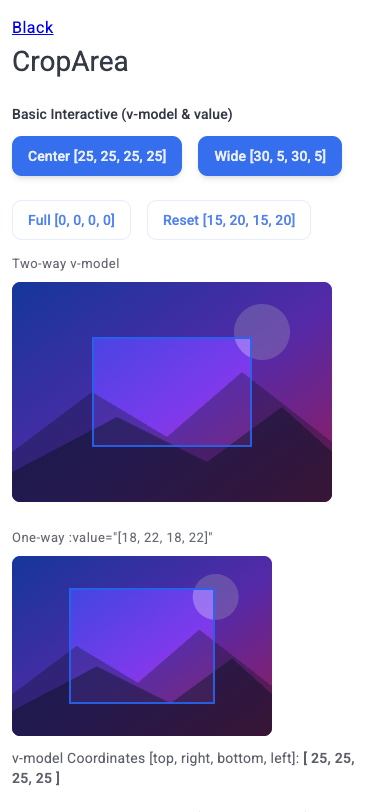 Black
CropArea
Basic Interactive (v-model & value)
Center [25, 25, 25, 25]
Wide [30, 5, 30, 5]
Full [0, 0, 0, 0]
Reset [15, 20, 15, 20]
Two-way v-model
One-way :value="[18, 22, 18, 22]"
v-model Coordinates [top, right, bottom, left]: [ 25, 25,
25, 25 ]